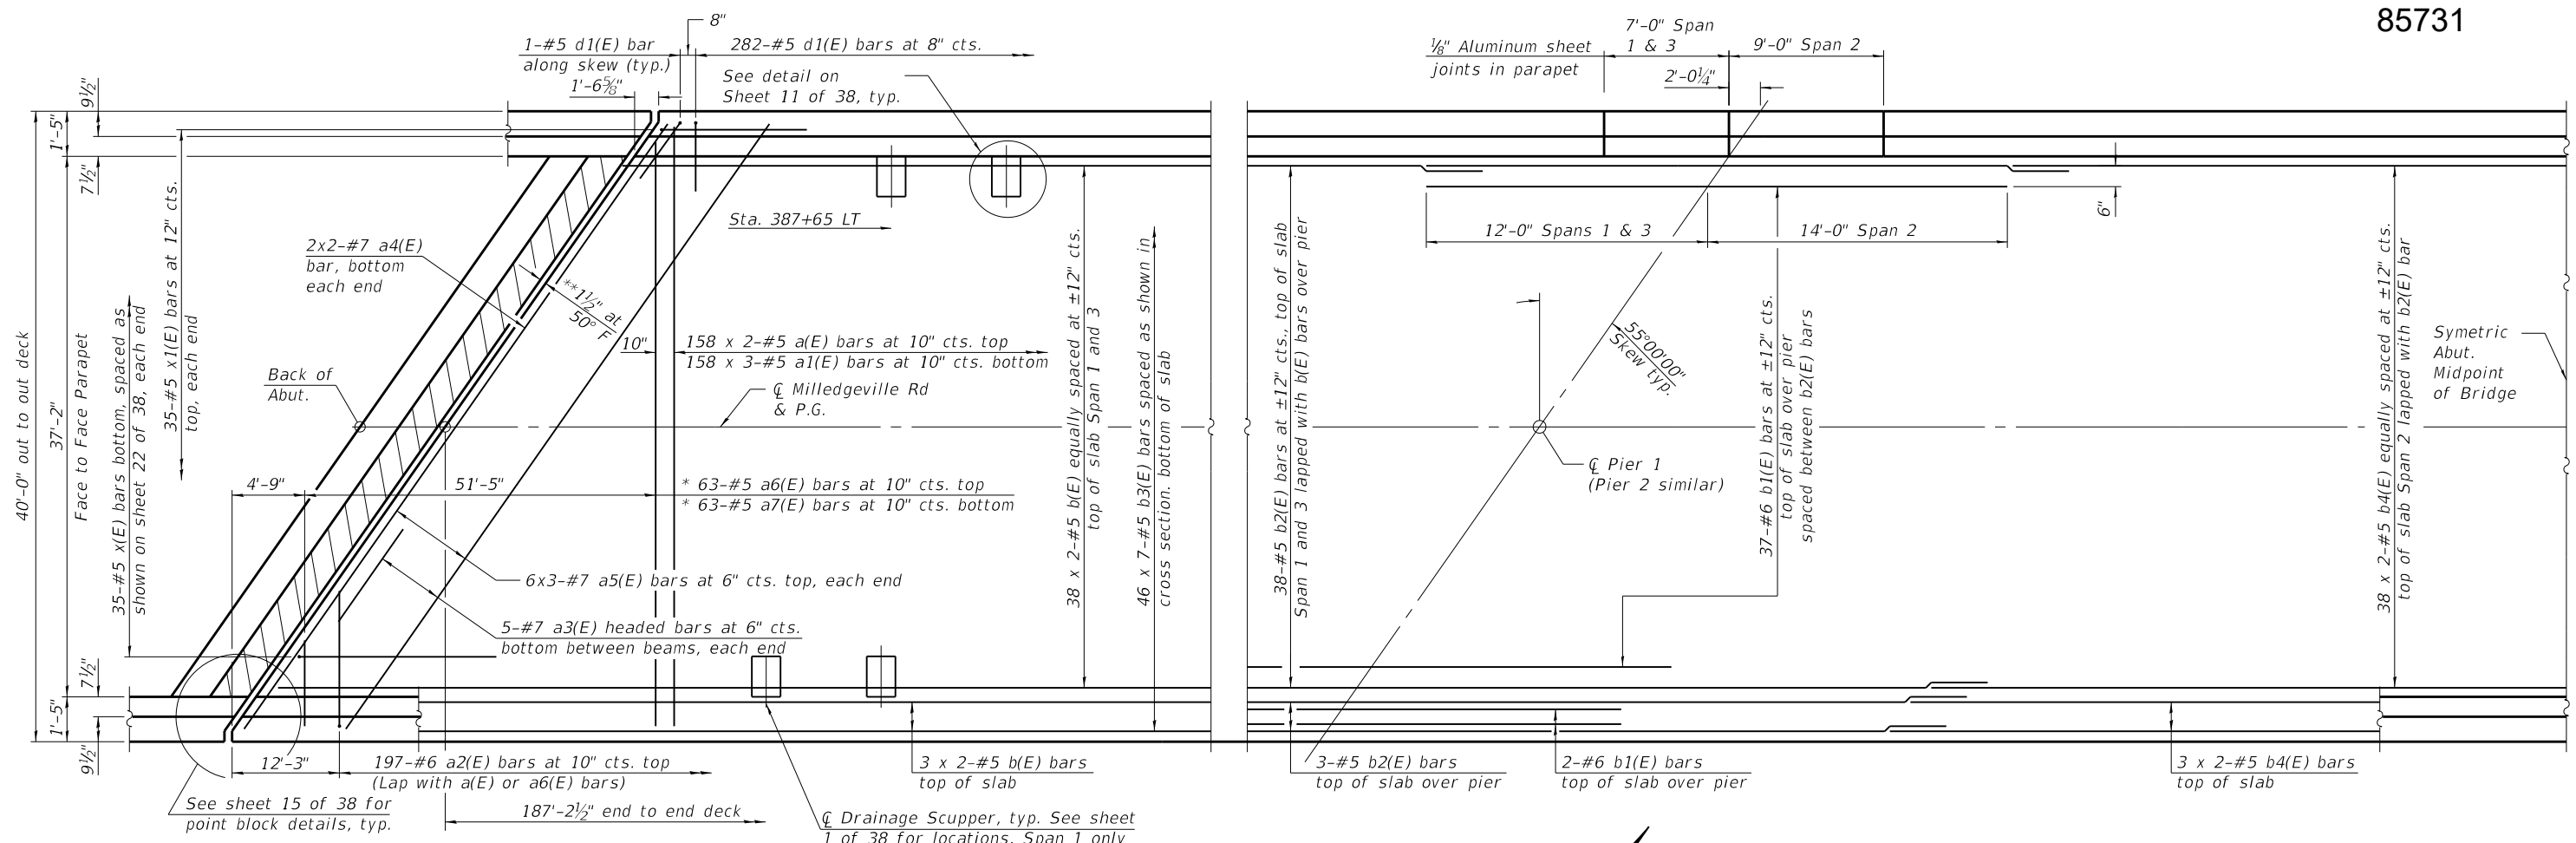 85731
8"
1-#5 d1(E) bar
along skew (typ.)
282-#5 d1(E) bars at 8" cts.
1'-6⅝"
See detail on
Sheet 11 of 38, typ.
⅛" Aluminum sheet
joints in parapet
7'-0" Span
1 & 3
9'-0" Span 2
2'-0¼"
9½"
1'-5"
7½"
40'-0" out to out deck
37'-2"
Face to Face Parapet
35-#5 x(E) bars bottom, spaced as
shown on sheet 22 of 38, each end
35-#5 x1(E) bars at 12" cts.
top, each end
2x2-#7 a4(E)
bar, bottom
each end
Sta. 387+65 LT
**1½" at
50° F
10"
158 x 2-#5 a(E) bars at 10" cts. top
158 x 3-#5 a1(E) bars at 10" cts. bottom
Back of
Abut.
℄ Milledgeville Rd
& P.G.
4'-9"
51'-5"
* 63-#5 a6(E) bars at 10" cts. top
* 63-#5 a7(E) bars at 10" cts. bottom
6x3-#7 a5(E) bars at 6" cts. top, each end
5-#7 a3(E) headed bars at 6" cts.
bottom between beams, each end
38 x 2-#5 b(E) equally spaced at ±12" cts.
top of slab Span 1 and 3
46 x 7-#5 b3(E) bars spaced as shown in
cross section. bottom of slab
38-#5 b2(E) bars at ±12" cts., top of slab
Span 1 and 3 lapped with b(E) bars over pier
12'-0" Spans 1 & 3
14'-0" Span 2
6"
55°00'00"
Skew typ.
℄ Pier 1
(Pier 2 similar)
37-#6 b1(E) bars at ±12" cts.
top of slab over pier
spaced between b2(E) bars
38 x 2-#5 b4(E) equally spaced at ±12" cts.
top of slab Span 2 lapped with b2(E) bar
Symetric
Abut.
Midpoint
of Bridge
7½"
1'-5"
9½"
12'-3"
197-#6 a2(E) bars at 10" cts. top
(Lap with a(E) or a6(E) bars)
See sheet 15 of 38 for
point block details, typ.
187'-2½" end to end deck
℄ Drainage Scupper, typ. See sheet
1 of 38 for locations. Span 1 only
3 x 2-#5 b(E) bars
top of slab
3-#5 b2(E) bars
top of slab over pier
2-#6 b1(E) bars
top of slab over pier
3 x 2-#5 b4(E) bars
top of slab